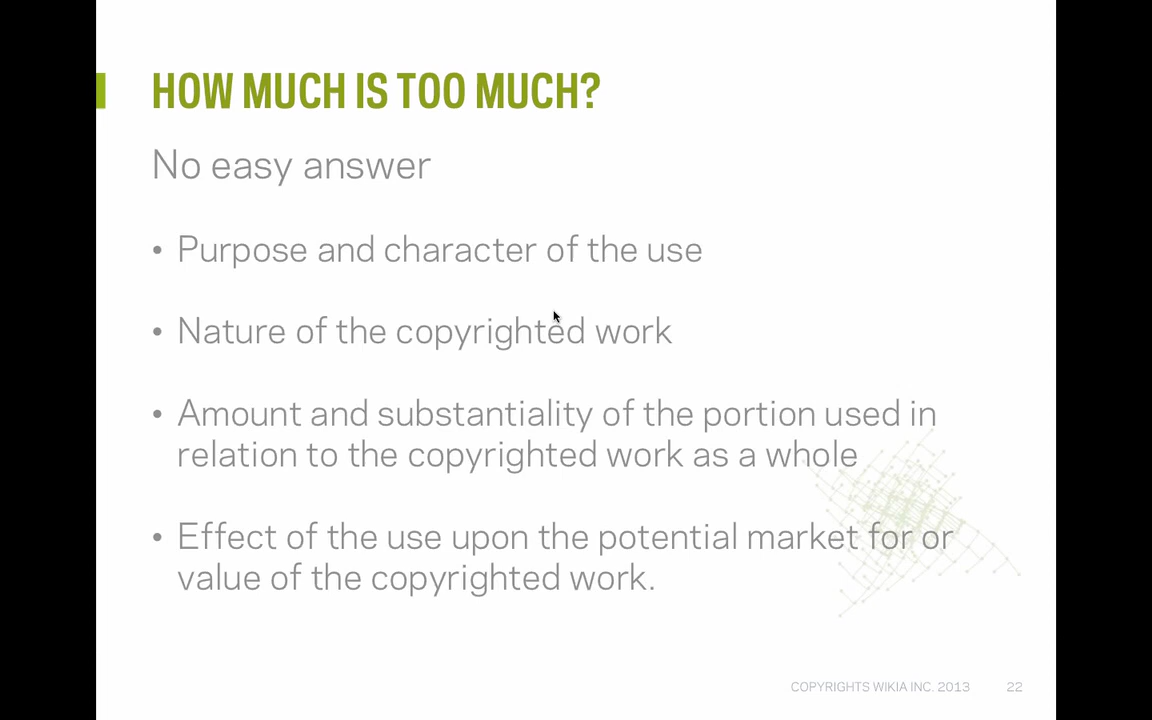 HOW MUCH IS TOO MUCH?
No easy answer
• Purpose and character of the use
• Nature of the copyrighted work
• Amount and substantiality of the portion used in
relation to the copyrighted work as a whole
• Effect of the use upon the potential market for or
value of the copyrighted work.
COPYRIGHTS WIKIA INC. 2013 22